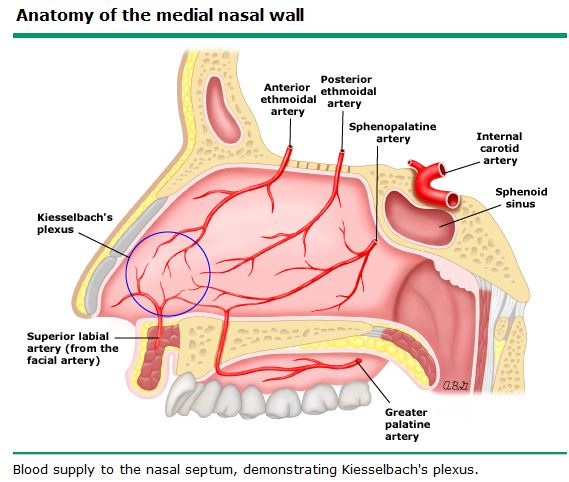 Anatomy of the medial nasal wall
Anterior
ethmoidal
artery
Posterior
ethmoidal
artery
Sphenopalatine
artery
Internal
carotid
artery
Sphenoid
sinus
Kiesselbach's
plexus
Superior labial
artery (from the
facial artery)
Greater
palatine
artery
Blood supply to the nasal septum, demonstrating Kiesselbach's plexus.